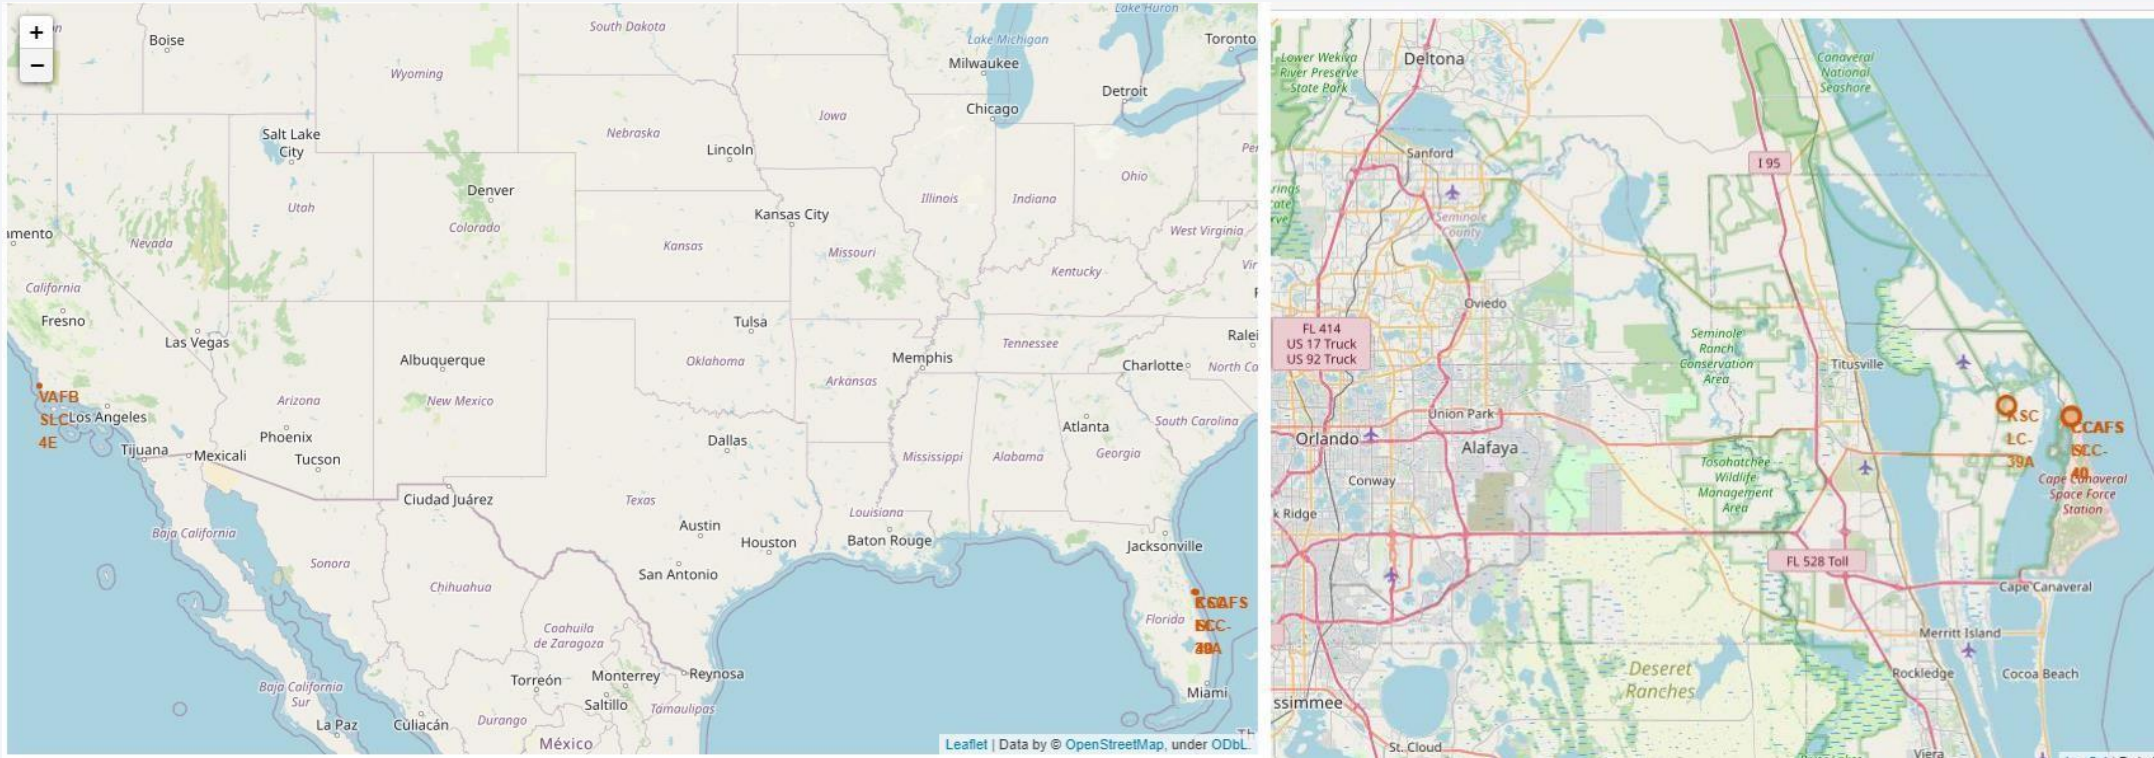 +
−
Boise
South Dakota
Lake Huron
Lake Michigan
Toronto
Wyoming
Milwaukee
Detroit
Chicago
Iowa
Salt Lake
City
Nebraska
Lincoln
Denver
Utah
Colorado
Ohio
Illinois
Indiana
Kansas City
Nevada
Kansas
Missouri
West Virginia
Kentucky
California
Fresno
Las Vegas
Tulsa
Albuquerque
Oklahoma
Memphis
Tennessee
Charlotte
Arkansas
VAFB
SLC-
4E
Los Angeles
Arizona
New Mexico
Phoenix
Atlanta
South Carolina
Tijuana
Mexicali
Tucson
Dallas
Mississippi
Alabama
Georgia
Ciudad Juárez
Texas
Baja California
Sonora
Austin
Houston
Louisiana
Baton Rouge
Jacksonville
San Antonio
Chihuahua
CCAFS
Florida
Coahuila
de Zaragoza
Baja California
Sur
Torreón
Monterrey
Reynosa
Saltillo
Miami
La Paz
Culiacán
Durango
Tamaulipas
México
Leaflet | Data by © OpenStreetMap, under ODbL.
Lower Wekiva
River Preserve
State Park
Deltona
Canaveral
National
Seashore
Sanford
I 95
Seminole
County
Oviedo
FL 414
US 17 Truck
US 92 Truck
Seminole
Ranch
Conservation
Area
Titusville
Union Park
Orlando
Alafaya
KSC
LC-
39A
CCAFS
SLC-
40
Conway
Tosohatchee
Wildlife
Management
Area
Cape Canaveral
Space Force
Station
k Ridge
FL 528 Toll
Cape Canaveral
Merritt Island
Deseret
Ranches
Rockledge
Cocoa Beach
ssimmee
St. Cloud
Viera